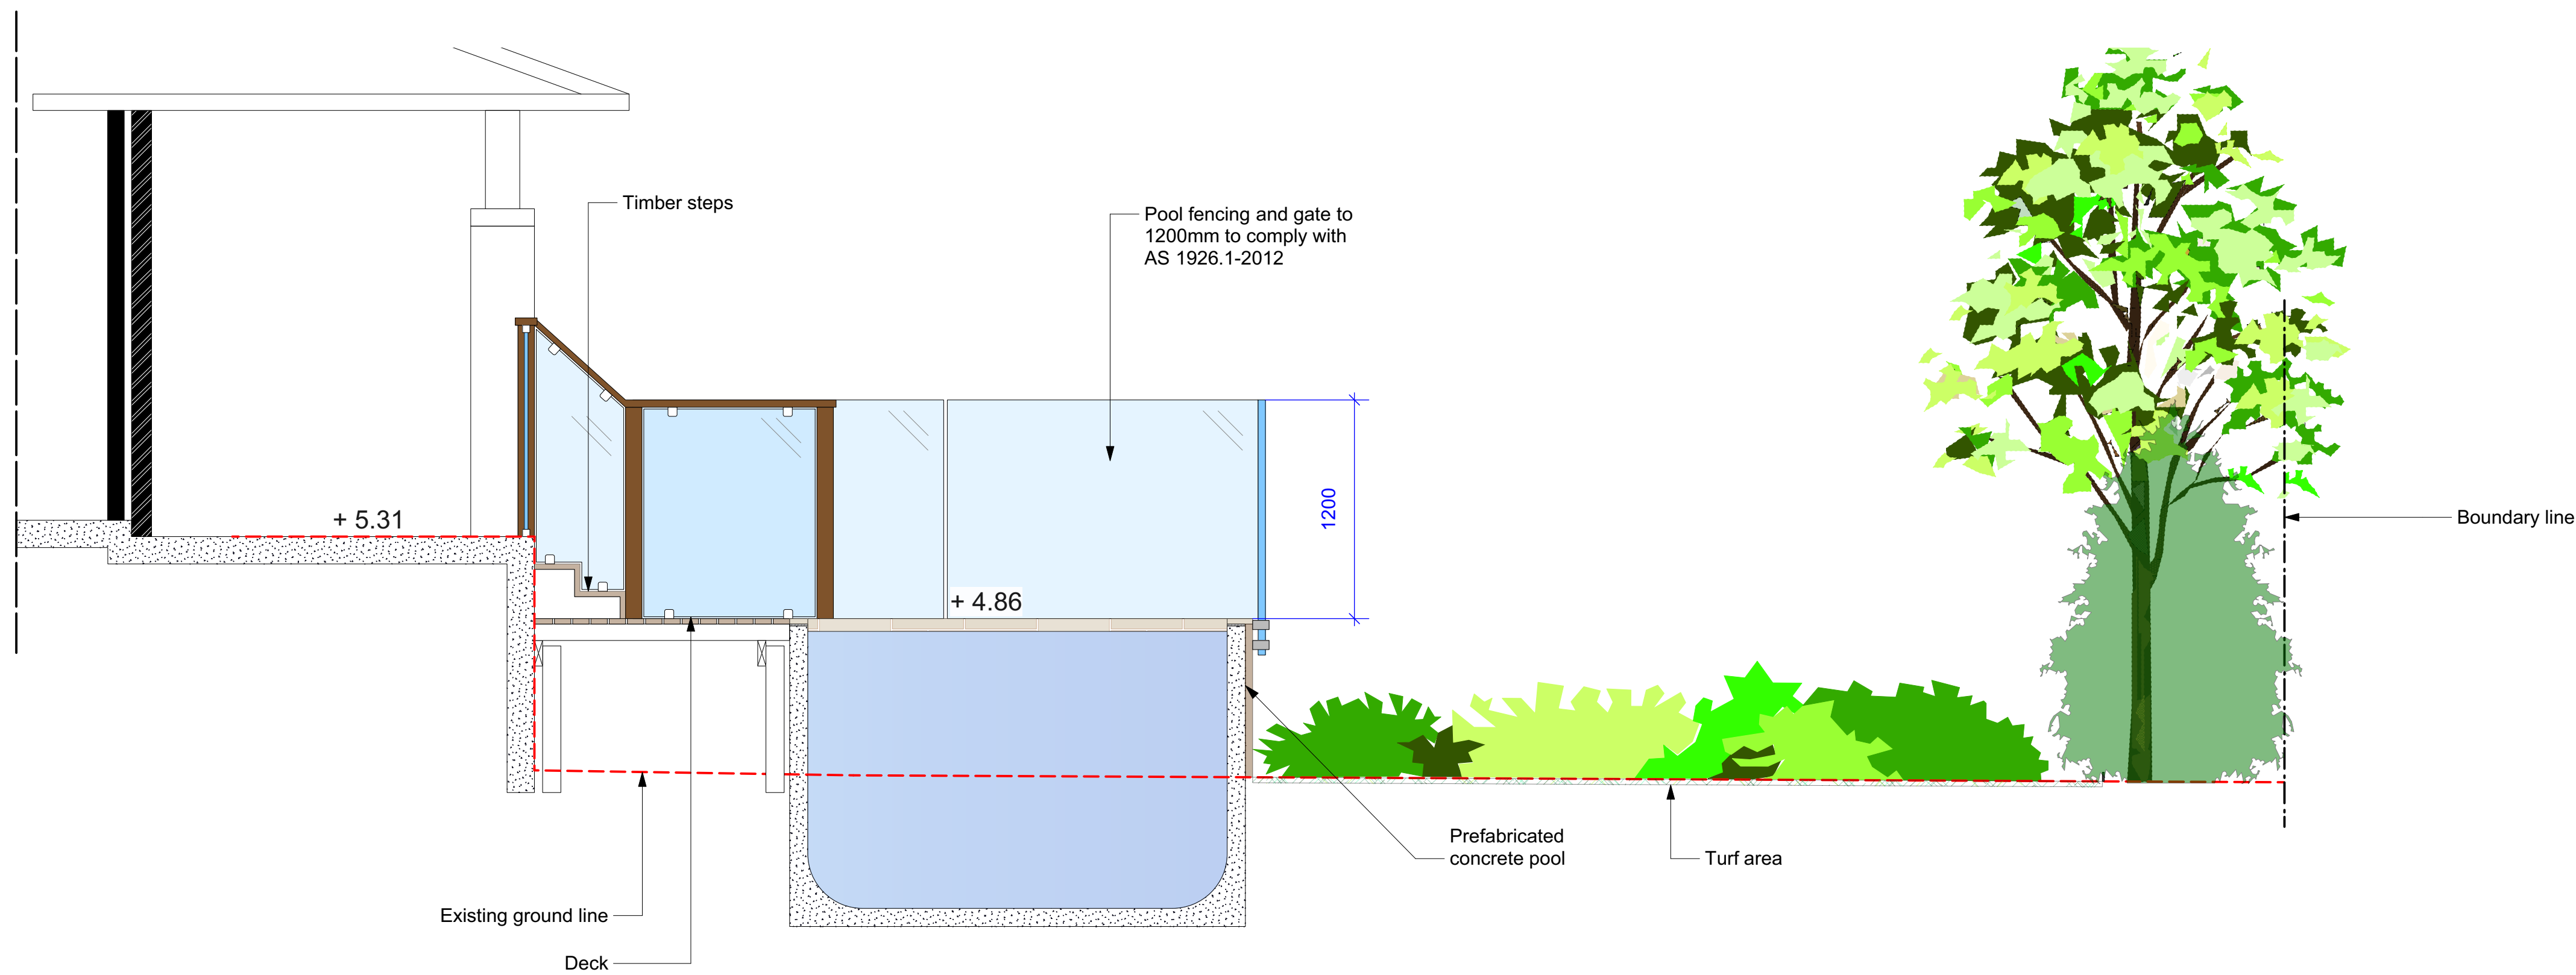 Timber steps
Pool fencing and gate to
1200mm to comply with
AS 1926.1-2012
+ 5.31
1200
Boundary line
+ 4.86
Prefabricated
concrete pool
Turf area
Existing ground line
Deck